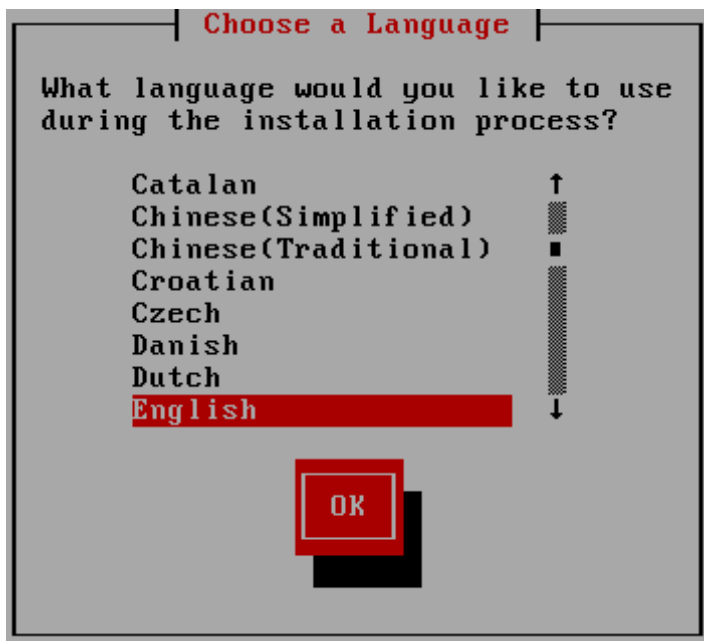 Choose a Language
What language would you like to use
during the installation process?
Catalan
Chinese(Simplified)
Chinese(Traditional)
Croatian
Czech
Danish
Dutch
English
OK